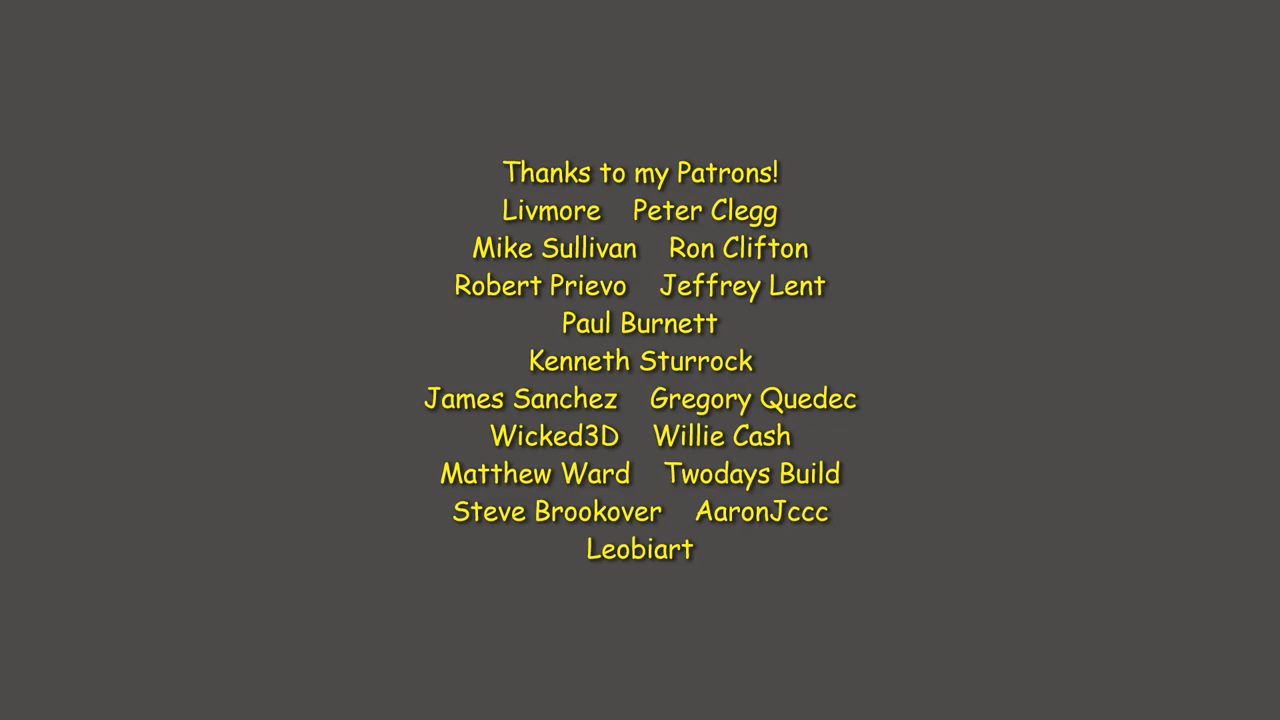 Thanks to my Patrons!
Livmore Peter Clegg
Mike Sullivan Ron Clifton
Robert Prievo Jeffrey Lent
Paul Burnett
Kenneth Sturrock
James Sanchez Gregory Quedec
Wicked3D Willie Cash
Matthew Ward Twodays Build
Steve Brookover AaronJccc
Leobiart